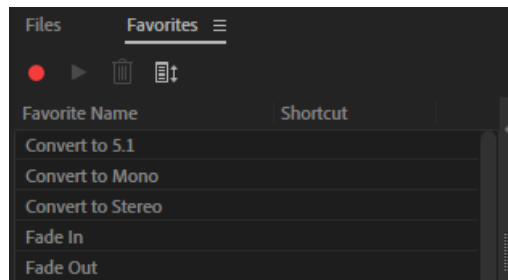 Files Favorites
Favorite Name Shortcut
Convert to 5.1
Convert to Mono
Convert to Stereo
Fade In
Fade Out